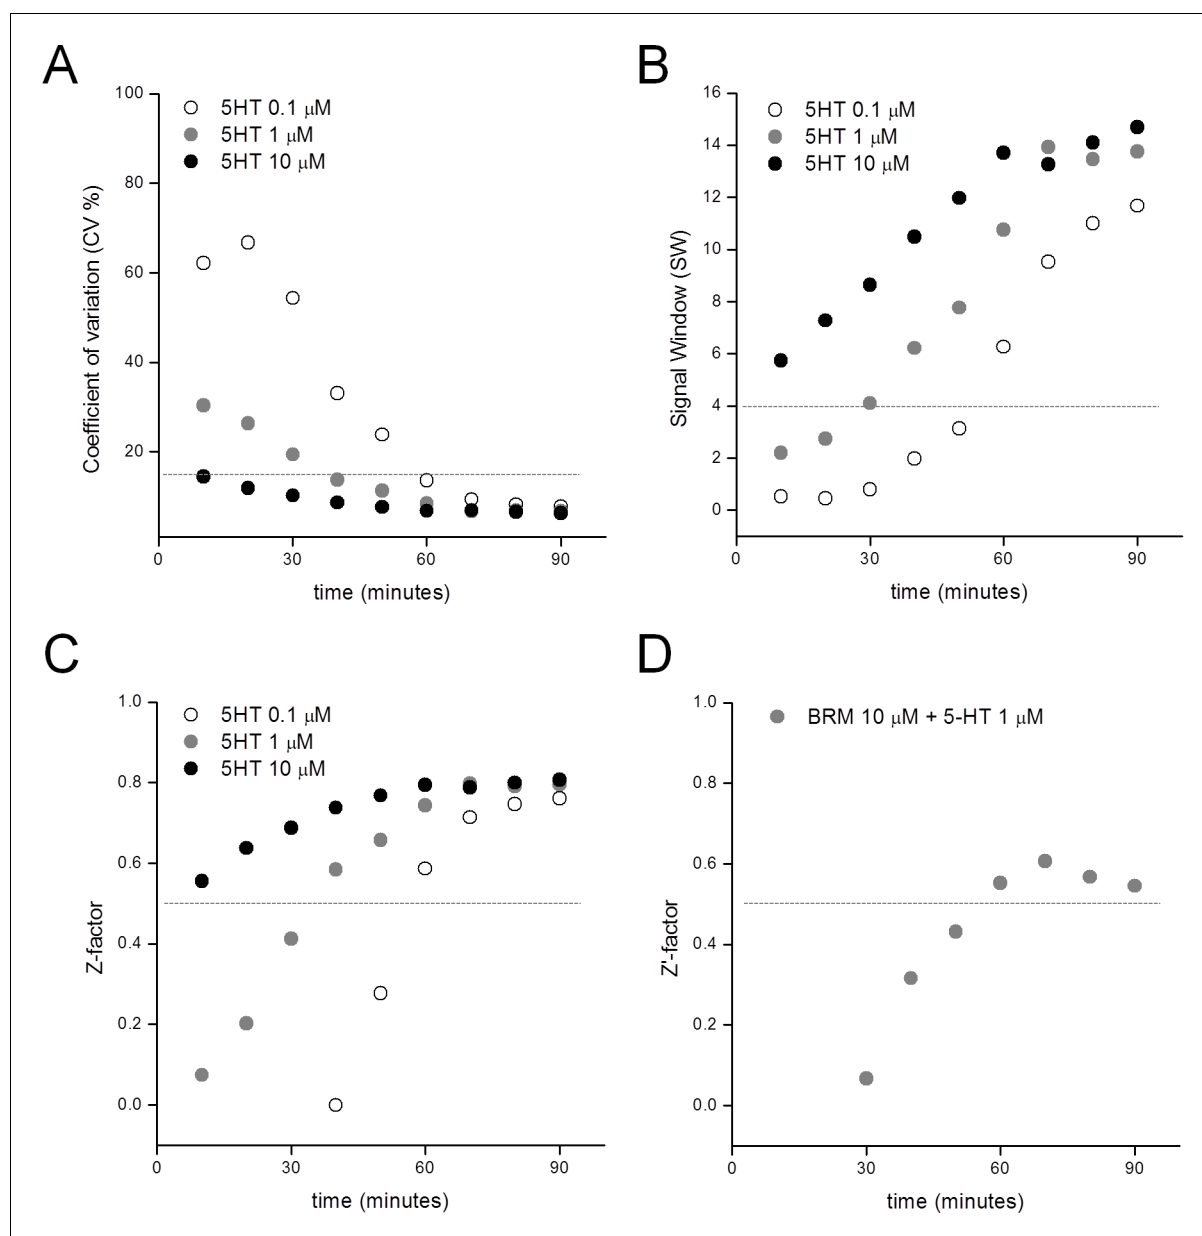 A
100
80
60
40
20
Coefficient of variation (CV %)
5HT 0.1 μM
5HT 1 μM
5HT 10 μM
0
30
60
90
time (minutes)
B
16
14
12
10
8
6
4
2
0
Signal Window (SW)
5HT 0.1 μM
5HT 1 μM
5HT 10 μM
0
30
60
90
time (minutes)
C
1.0
0.8
0.6
0.4
0.2
0.0
Z-factor
5HT 0.1 μM
5HT 1 μM
5HT 10 μM
0
30
60
90
time (minutes)
D
1.0
0.8
0.6
0.4
0.2
0.0
Z'-factor
BRM 10 μM + 5-HT 1 μM
0
30
60
90
time (minutes)